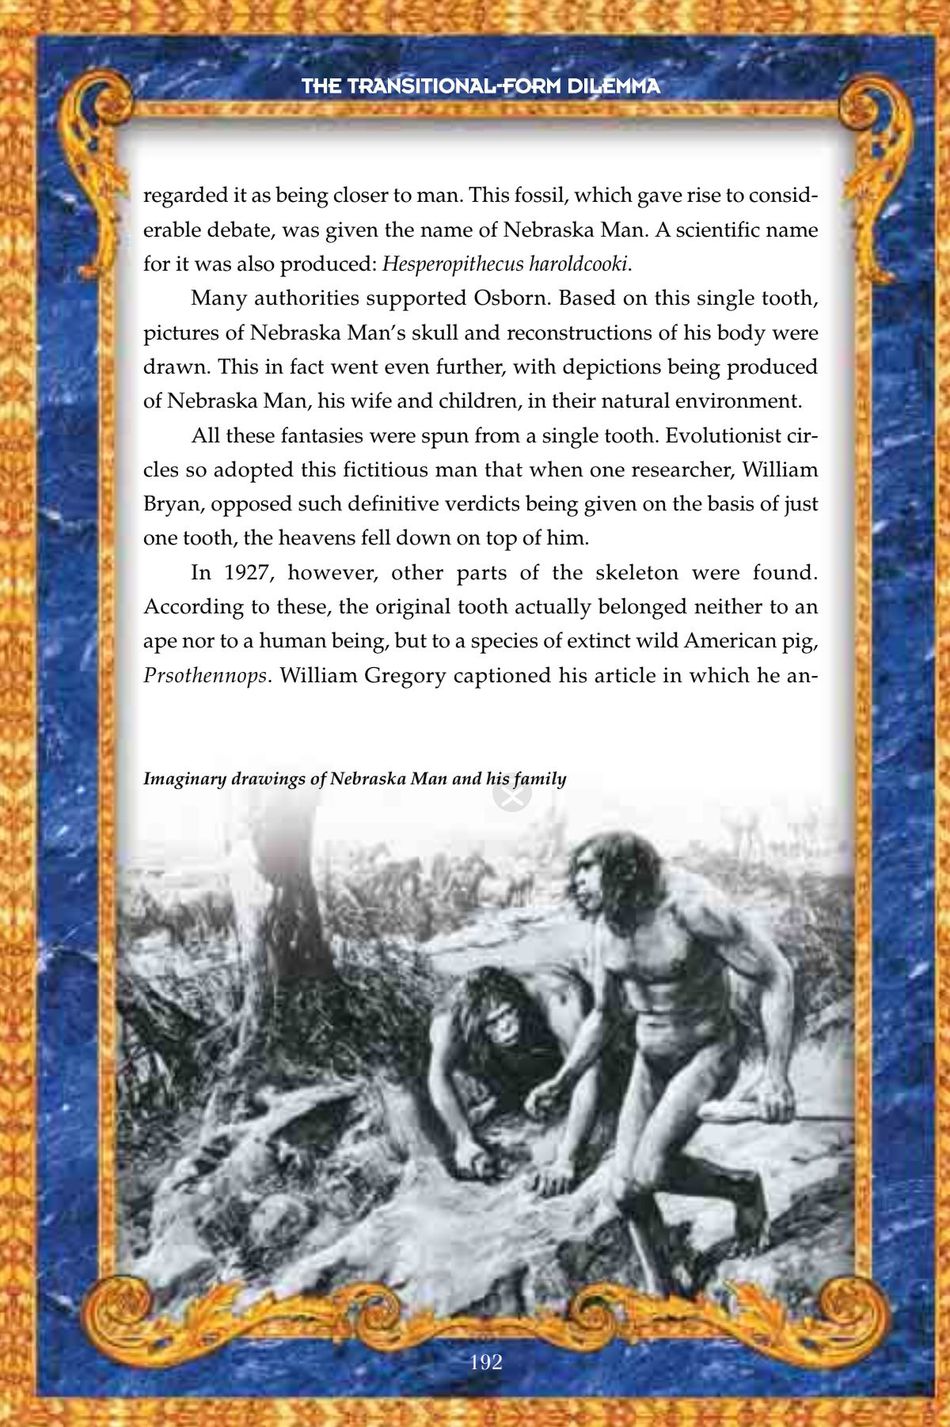 THE TRANSITIONAL-FORM DILEMMA
regarded it as being closer to man. This fossil, which gave rise to consid-
erable debate, was given the name of Nebraska Man. A scientific name
for it was also produced: Hesperopithecus haroldcooki.
Many authorities supported Osborn. Based on this single tooth,
pictures of Nebraska Man's skull and reconstructions of his body were
drawn. This in fact went even further, with depictions being produced
of Nebraska Man, his wife and children, in their natural environment.
All these fantasies were spun from a single tooth. Evolutionist cir-
cles so adopted this fictitious man that when one researcher, William
Bryan, opposed such definitive verdicts being given on the basis of just
one tooth, the heavens fell down on top of him.
In 1927, however, other parts of the skeleton were found.
According to these, the original tooth actually belonged neither to an
ape nor to a human being, but to a species of extinct wild American pig,
Prsothennops. William Gregory captioned his article in which he an-
Imaginary drawings of Nebraska Man and his family
192